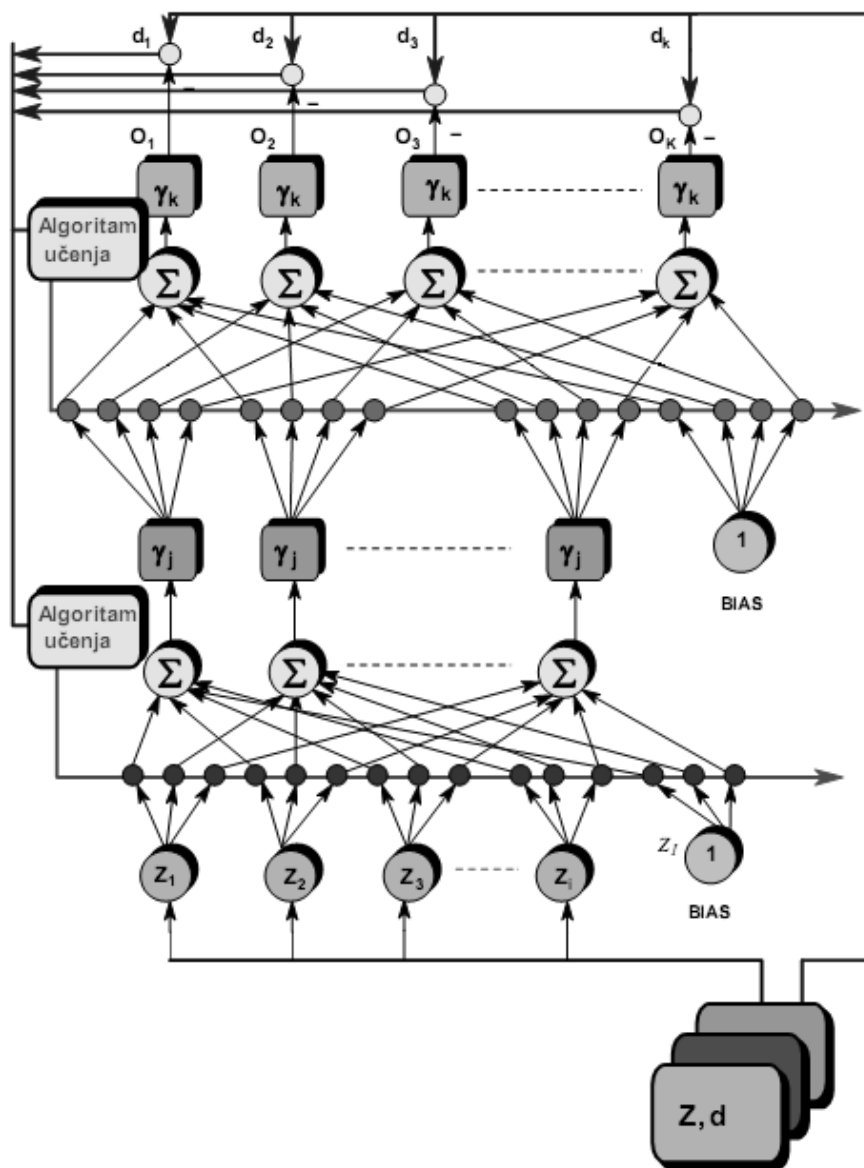 d1 d2 d3 dk
– – – –
O1 O2 O3 OK
γk γk γk γk
Algoritam
učenja
Σ Σ Σ Σ
γj γj γj 1
BIAS
Algoritam
učenja
Σ Σ Σ
Z1 Z2 Z3 Zi zI 1
BIAS
Z, d